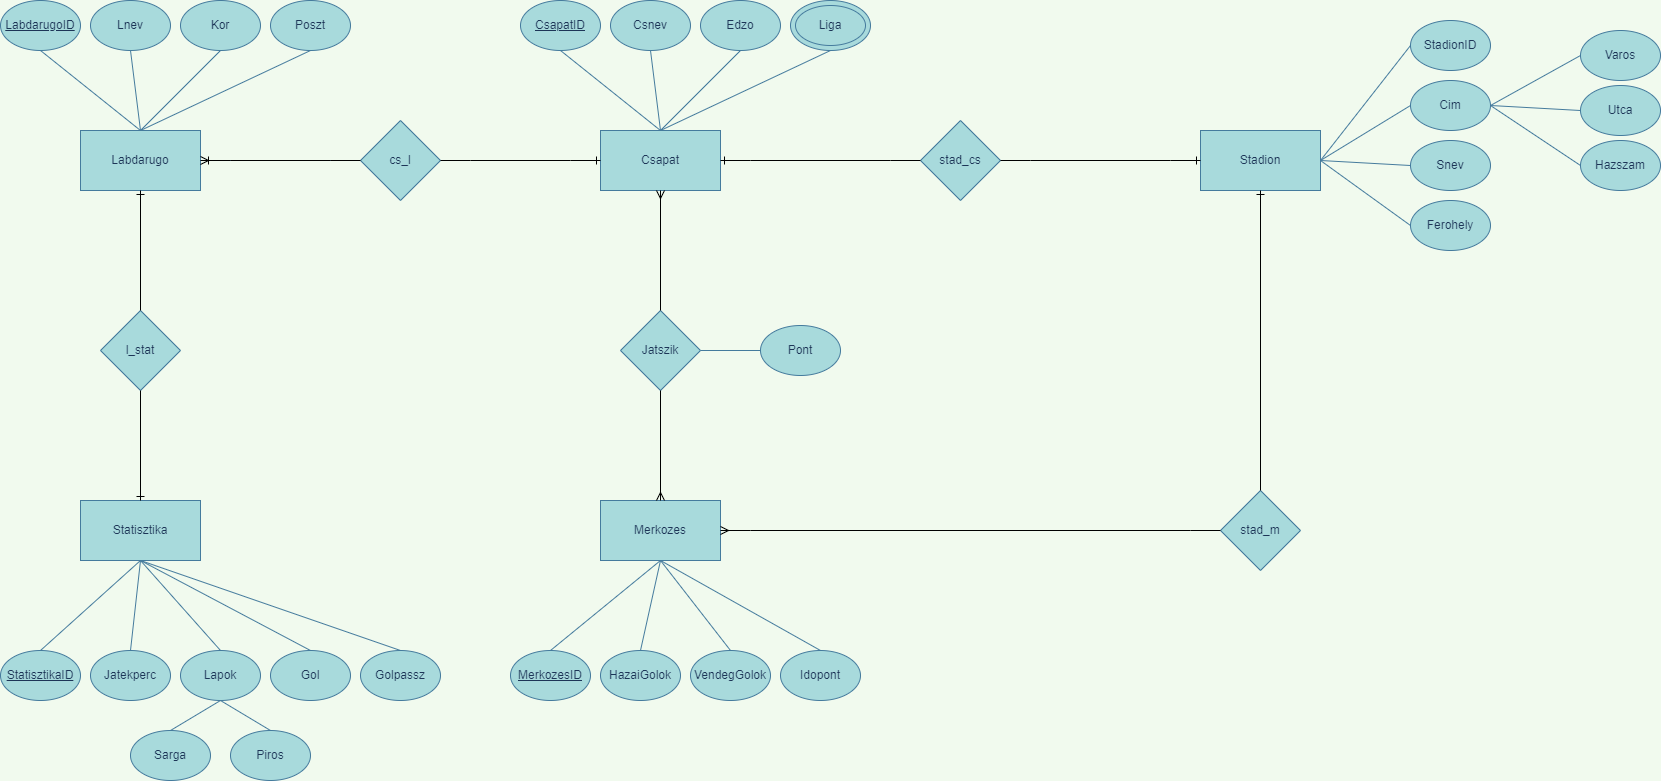 LabdarugoID
Lnev
Kor
Poszt
CsapatID
Csnev
Edzo
Liga
StadionID
Varos
Cim
Utca
Labdarugo
cs_l
Csapat
stad_cs
Stadion
Snev
Hazszam
Ferohely
l_stat
Jatszik
Pont
Statisztika
Merkozes
stad_m
StatisztikaID
Jatekperc
Lapok
Gol
Golpassz
MerkozesID
HazaiGolok
VendegGolok
Idopont
Sarga
Piros